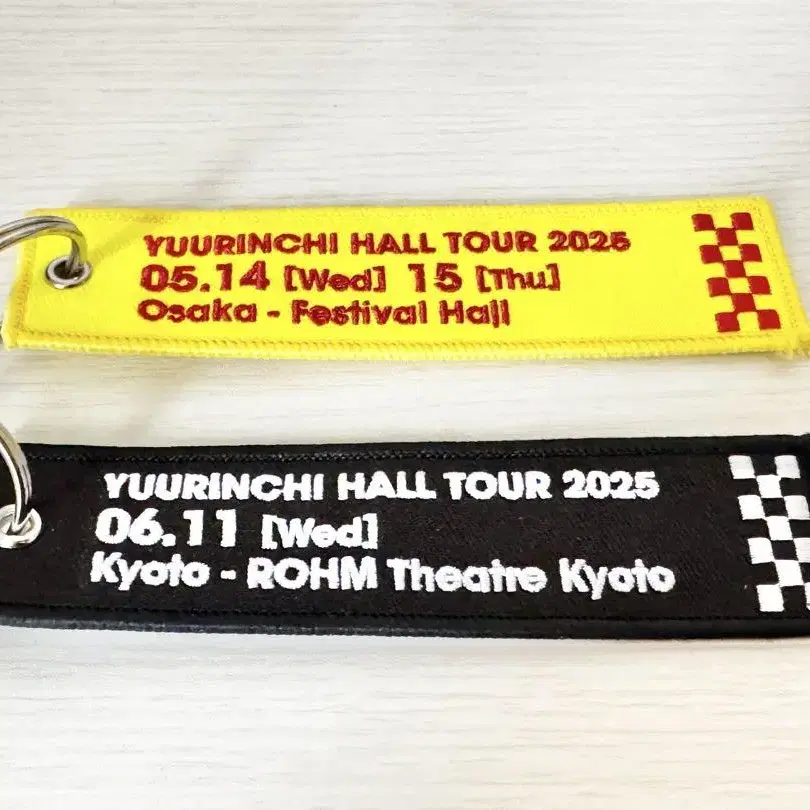 YUURINCHI HALL TOUR 2025
05.14 [Wed] 15 [Thu]
Osaka - Festival Hall
YUURINCHI HALL TOUR 2025
06.11 [Wed]
Kyoto - ROHM Theatre Kyoto